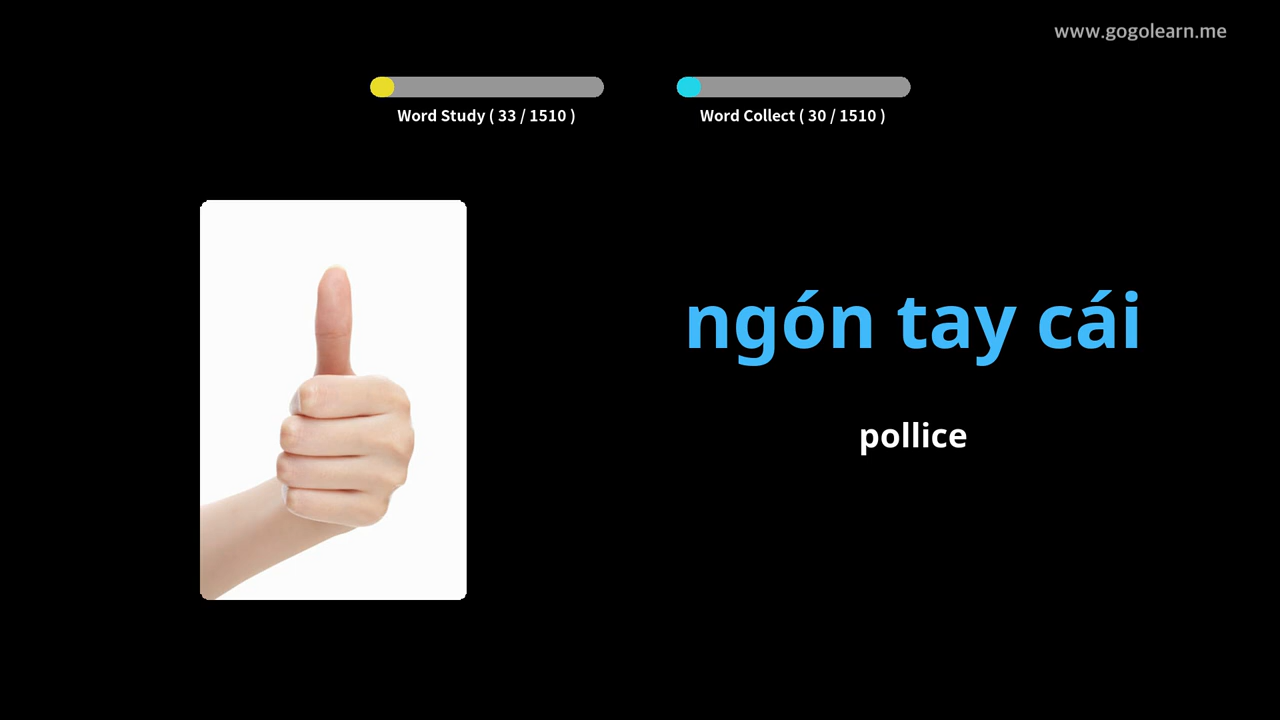 www.gogolearn.me
Word Study ( 33 / 1510 )
Word Collect ( 30 / 1510 )
ngón tay cái
pollice